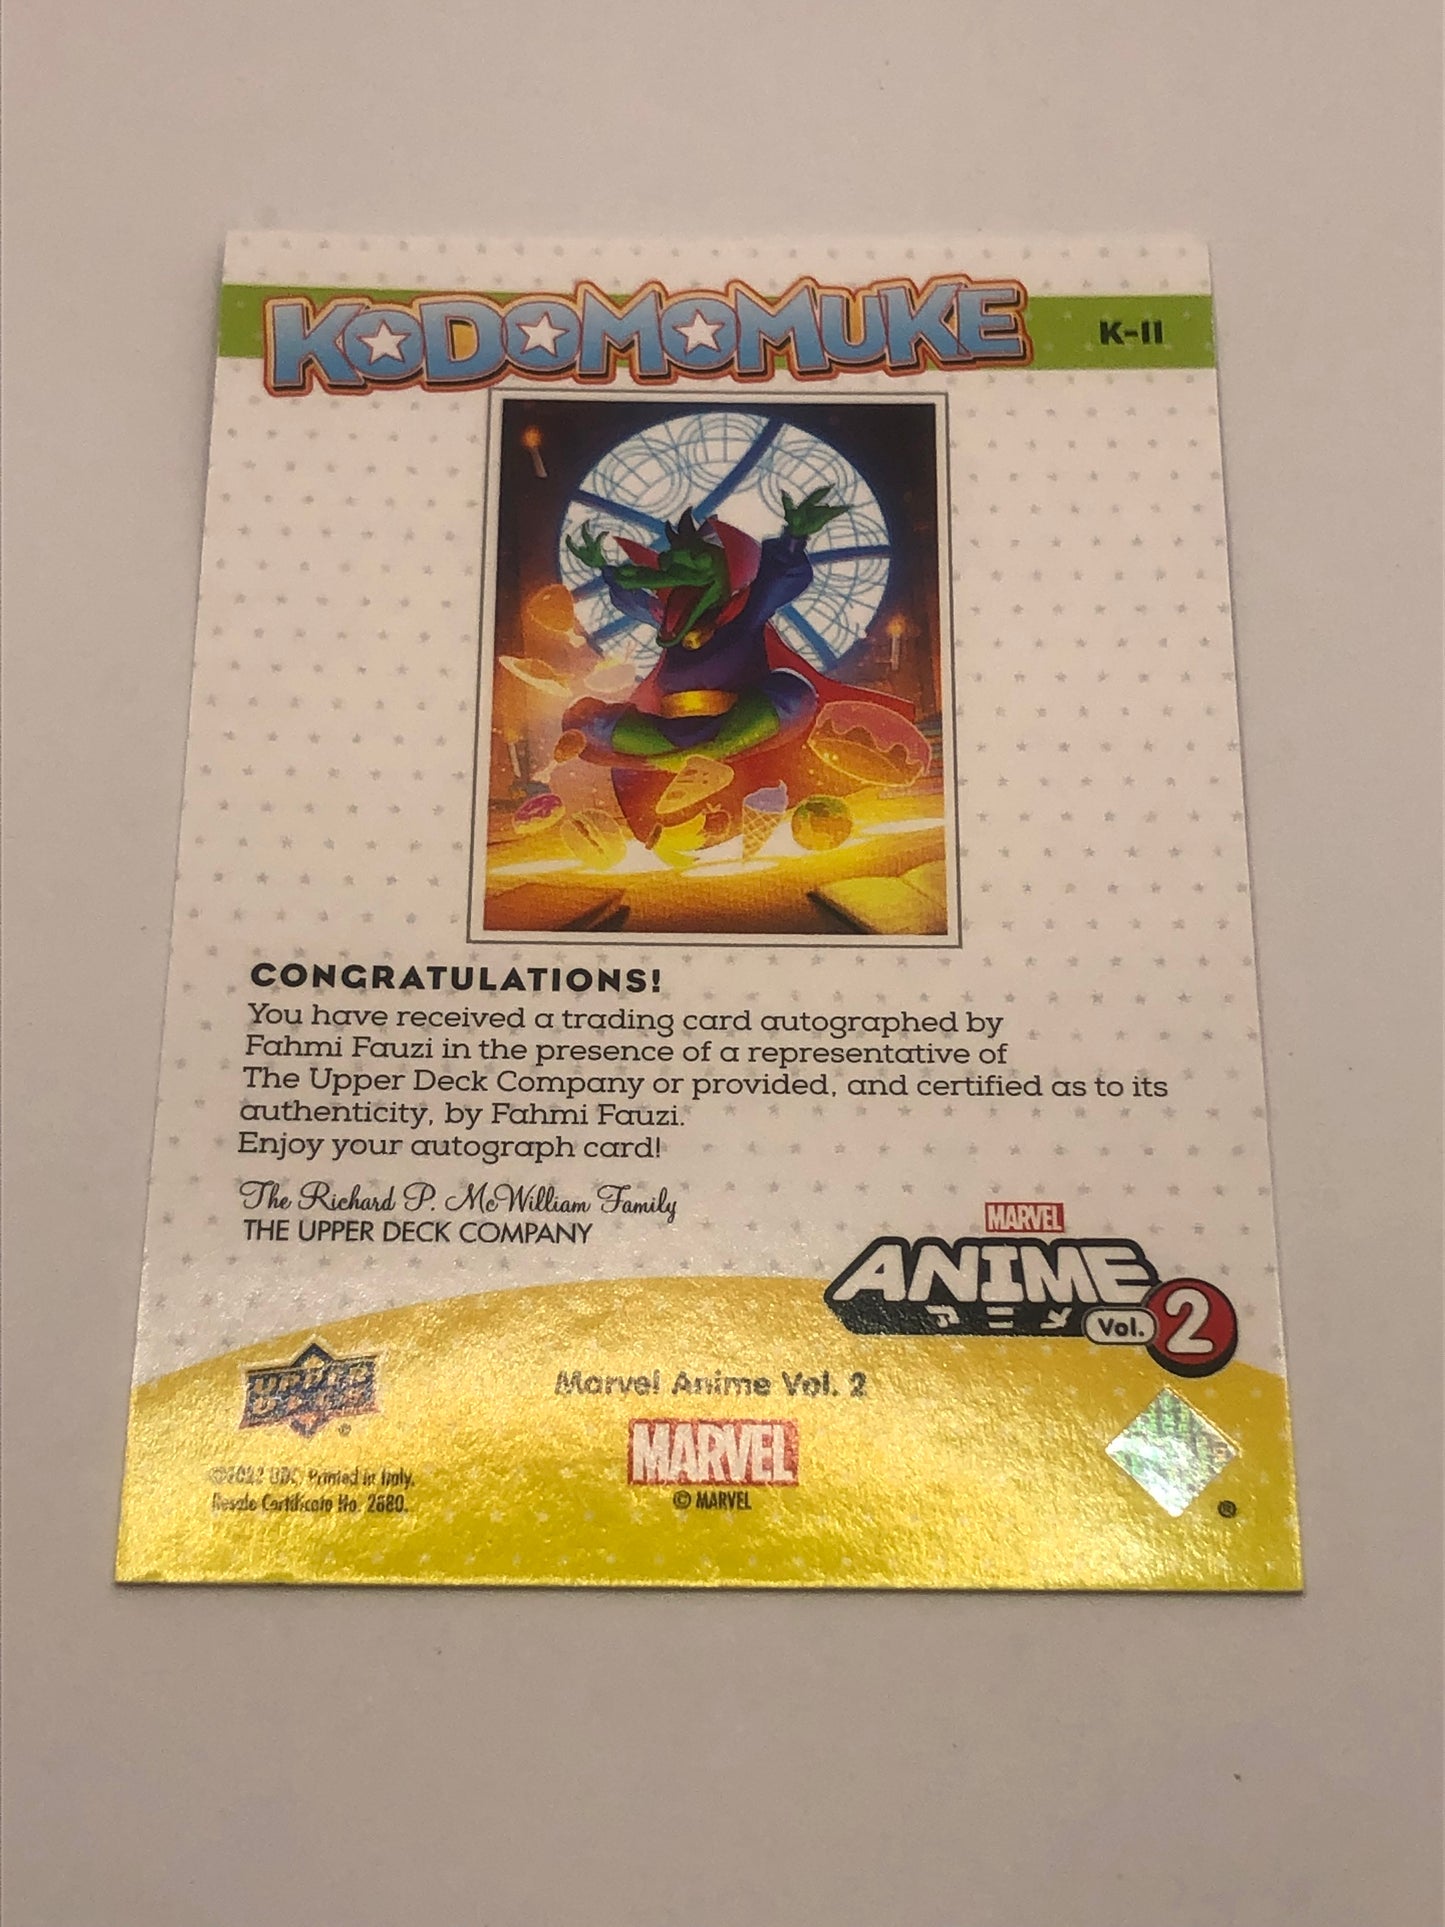 KODOMOMUKE
K-11
CONGRATULATIONS!
You have received a trading card autographed by
Fahmi Fauzi in the presence of a representative of
The Upper Deck Company or provided, and certified as to its
authenticity, by Fahmi Fauzi.
Enjoy your autograph card!
The Richard P. McWilliam Family
THE UPPER DECK COMPANY
MARVEL
ANIME
アニメ
Vol. 2
UPPER DECK
Marvel Anime Vol. 2
MARVEL
© MARVEL
UDC Printed in Italy.
Resale Certificate No. 2680.
®